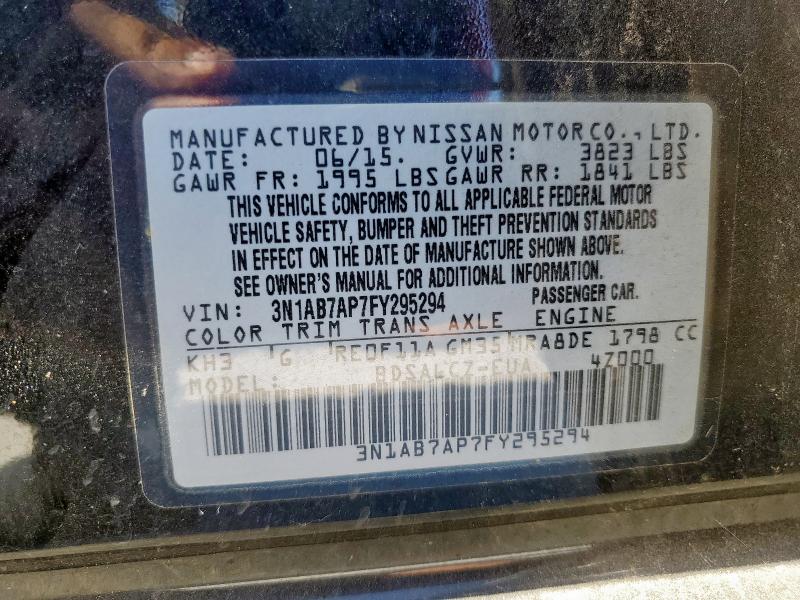 MANUFACTURED BY NISSAN MOTOR CO., LTD.
DATE: 06/15. GVWR: 3823 LBS
GAWR FR: 1995 LBS GAWR RR: 1841 LBS
THIS VEHICLE CONFORMS TO ALL APPLICABLE FEDERAL MOTOR
VEHICLE SAFETY, BUMPER AND THEFT PREVENTION STANDARDS
IN EFFECT ON THE DATE OF MANUFACTURE SHOWN ABOVE.
SEE OWNER'S MANUAL FOR ADDITIONAL INFORMATION.
VIN: 3N1AB7AP7FY295294 PASSENGER CAR.
COLOR TRIM TRANS AXLE ENGINE
KH3 G RE0F11A GM35 MRA8DE 1798 CC
MODEL: BDSALCZ-EUA 4Z000
3N1AB7AP7FY295294